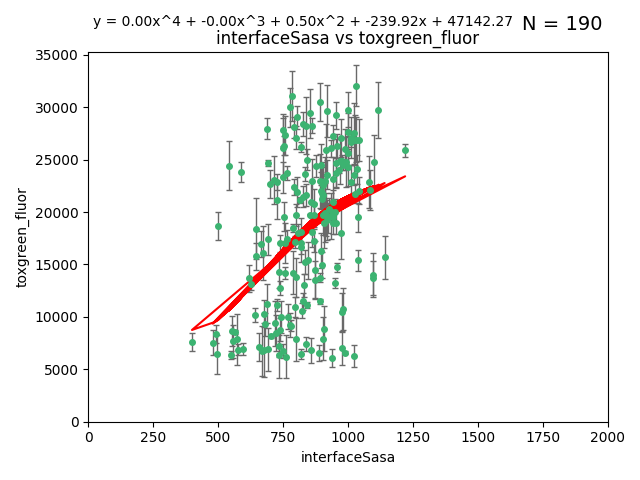 y = 0.00x^4 + -0.00x^3 + 0.50x^2 + -239.92x + 47142.27 N = 190
interfaceSasa vs toxgreen_fluor
35000
30000
25000
20000
15000
10000
5000
0
toxgreen_fluor
0 250 500 750 1000 1250 1500 1750 2000
interfaceSasa